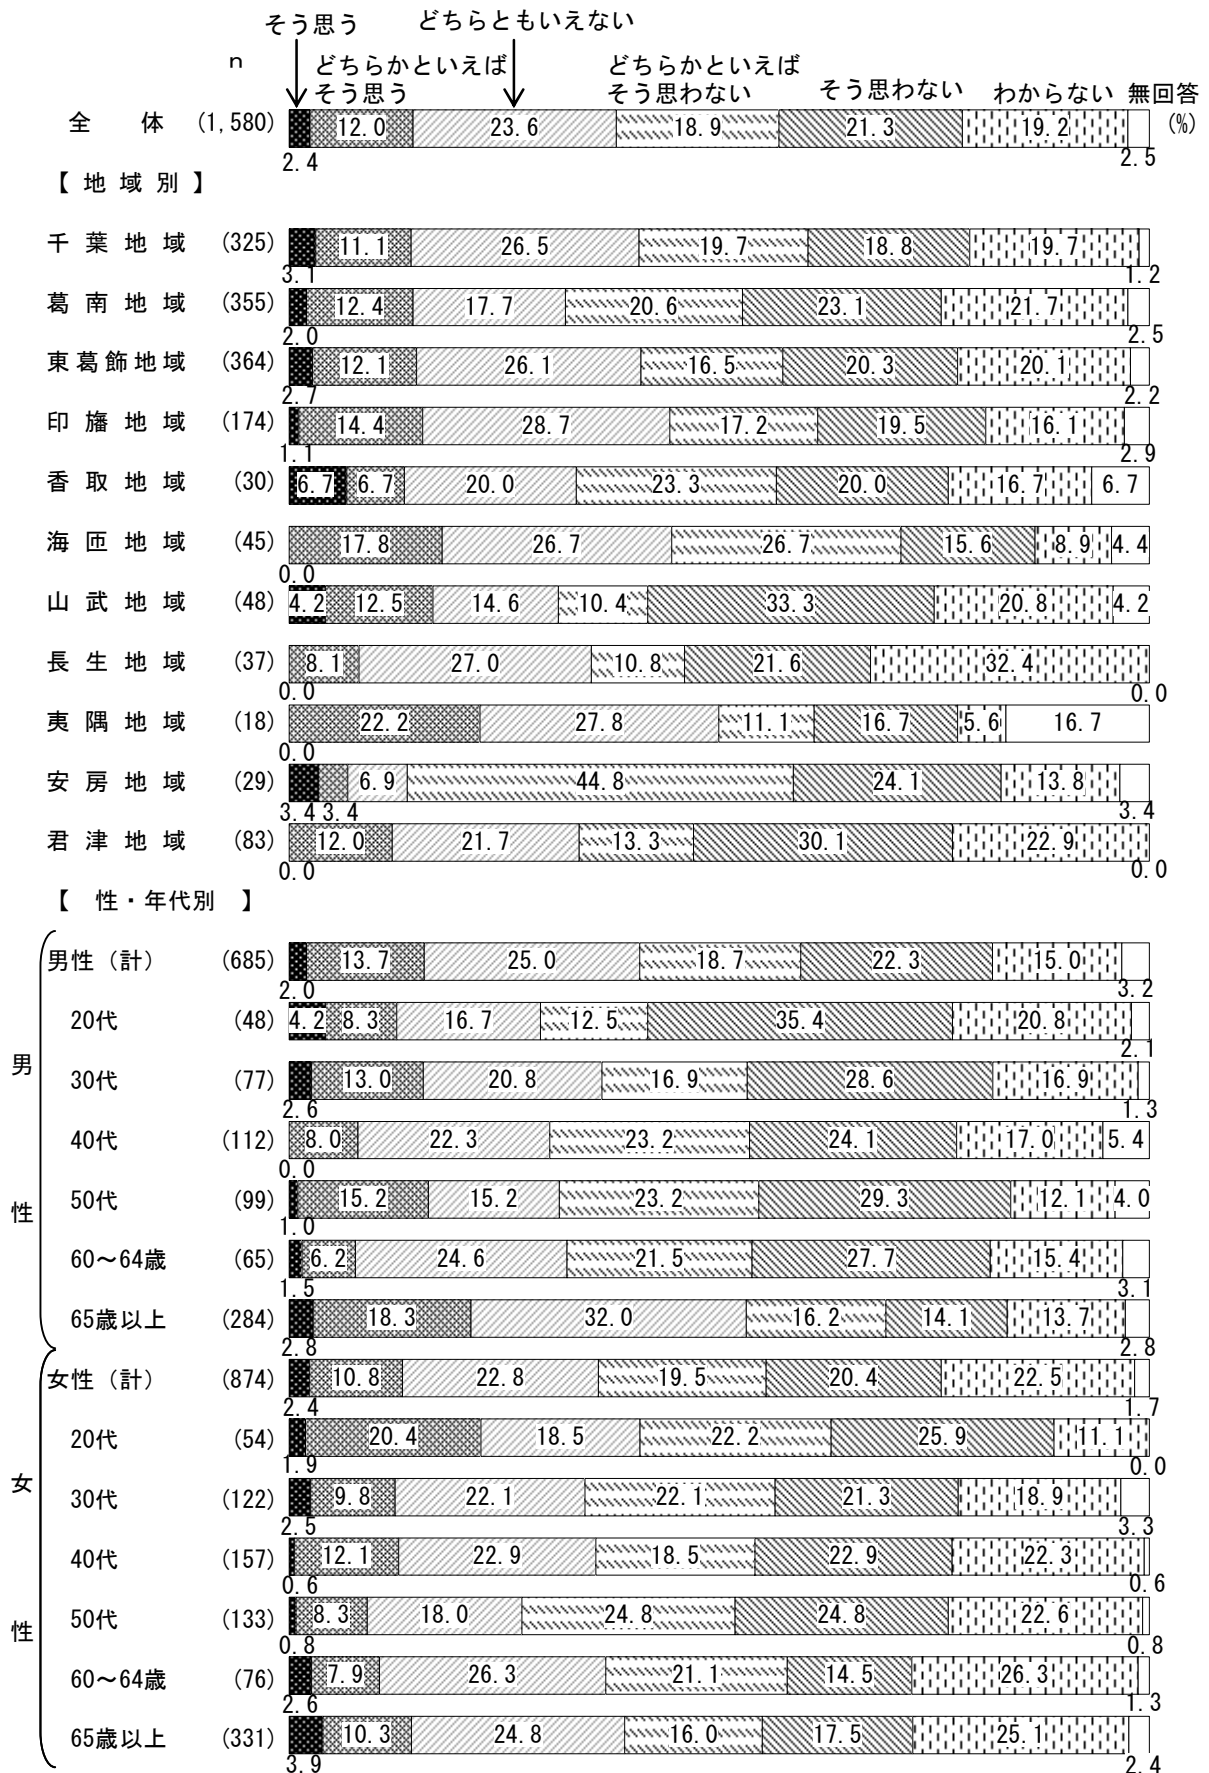 そう思う どちらともいえない
n どちらかといえば どちらかといえば
そう思う そう思わない そう思わない わからない 無回答
全 体 (1,580) 12.0 23.6 18.9 21.3 19.2 (%)
2.4 2.5
【地域別】
千葉地域 (325) 11.1 26.5 19.7 18.8 19.7
3.1 1.2
葛南地域 (355) 12.4 17.7 20.6 23.1 21.7
2.0 2.5
東葛飾地域 (364) 12.1 26.1 16.5 20.3 20.1
2.7 2.2
印旛地域 (174) 14.4 28.7 17.2 19.5 16.1
1.1 2.9
香取地域 (30) 6.7 6.7 20.0 23.3 20.0 16.7 6.7
海匝地域 (45) 17.8 26.7 26.7 15.6 8.9 4.4
0.0
山武地域 (48) 4.2 12.5 14.6 10.4 33.3 20.8 4.2
長生地域 (37) 8.1 27.0 10.8 21.6 32.4
0.0 0.0
夷隅地域 (18) 22.2 27.8 11.1 16.7 5.6 16.7
0.0
安房地域 (29) 6.9 44.8 24.1 13.8
3.4 3.4 3.4
君津地域 (83) 12.0 21.7 13.3 30.1 22.9
0.0 0.0
【 性・年代別 】
男性（計） (685) 13.7 25.0 18.7 22.3 15.0
2.0 3.2
20代 (48) 4.2 8.3 16.7 12.5 35.4 20.8
2.1
男
30代 (77) 13.0 20.8 16.9 28.6 16.9
2.6 1.3
40代 (112) 8.0 22.3 23.2 24.1 17.0 5.4
0.0
性 50代 (99) 15.2 15.2 23.2 29.3 12.1 4.0
1.0
60～64歳 (65) 6.2 24.6 21.5 27.7 15.4
1.5 3.1
65歳以上 (284) 18.3 32.0 16.2 14.1 13.7
2.8 2.8
女性（計） (874) 10.8 22.8 19.5 20.4 22.5
2.4 1.7
20代 (54) 20.4 18.5 22.2 25.9 11.1
1.9 0.0
女
30代 (122) 9.8 22.1 22.1 21.3 18.9
2.5 3.3
40代 (157) 12.1 22.9 18.5 22.9 22.3
0.6 0.6
50代 (133) 8.3 18.0 24.8 24.8 22.6
性
0.8 0.8
60～64歳 (76) 7.9 26.3 21.1 14.5 26.3
2.6 1.3
65歳以上 (331) 10.3 24.8 16.0 17.5 25.1
3.9 2.4